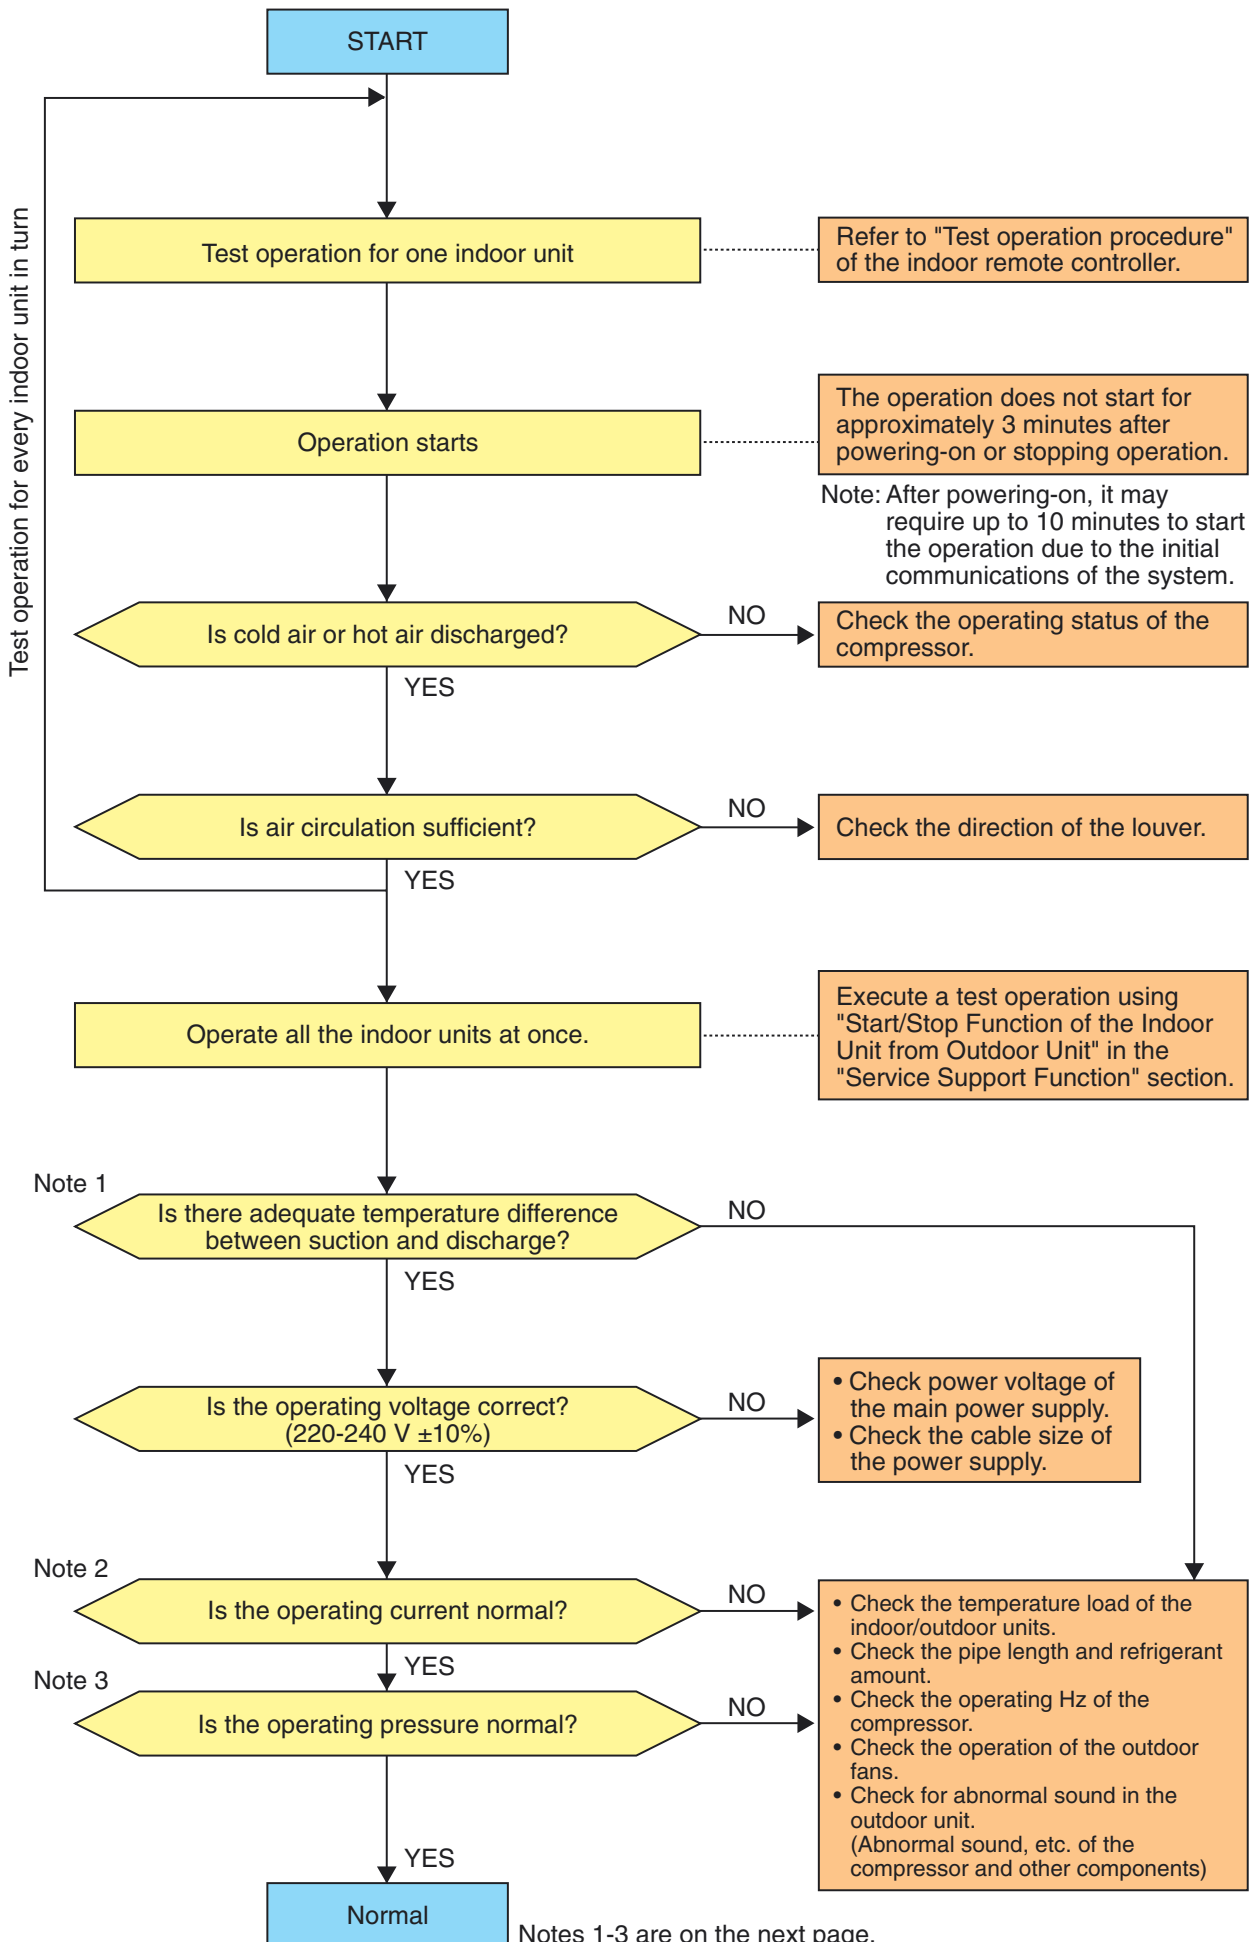 START
Test operation for every indoor unit in turn
Test operation for one indoor unit
Refer to "Test operation procedure"
of the indoor remote controller.
Operation starts
The operation does not start for
approximately 3 minutes after
powering-on or stopping operation.
Note: After powering-on, it may
require up to 10 minutes to start
the operation due to the initial
communications of the system.
Is cold air or hot air discharged?
NO
Check the operating status of the
compressor.
YES
Is air circulation sufficient?
NO
Check the direction of the louver.
YES
Operate all the indoor units at once.
Execute a test operation using
"Start/Stop Function of the Indoor
Unit from Outdoor Unit" in the
"Service Support Function" section.
Note 1
Is there adequate temperature difference
between suction and discharge?
NO
YES
Is the operating voltage correct?
(220-240 V ±10%)
NO
• Check power voltage of
the main power supply.
• Check the cable size of
the power supply.
YES
Note 2
Is the operating current normal?
NO
YES
Note 3
Is the operating pressure normal?
NO
• Check the temperature load of the
indoor/outdoor units.
• Check the pipe length and refrigerant
amount.
• Check the operating Hz of the
compressor.
• Check the operation of the outdoor
fans.
• Check for abnormal sound in the
outdoor unit.
(Abnormal sound, etc. of the
compressor and other components)
YES
Normal
Notes 1-3 are on the next page.